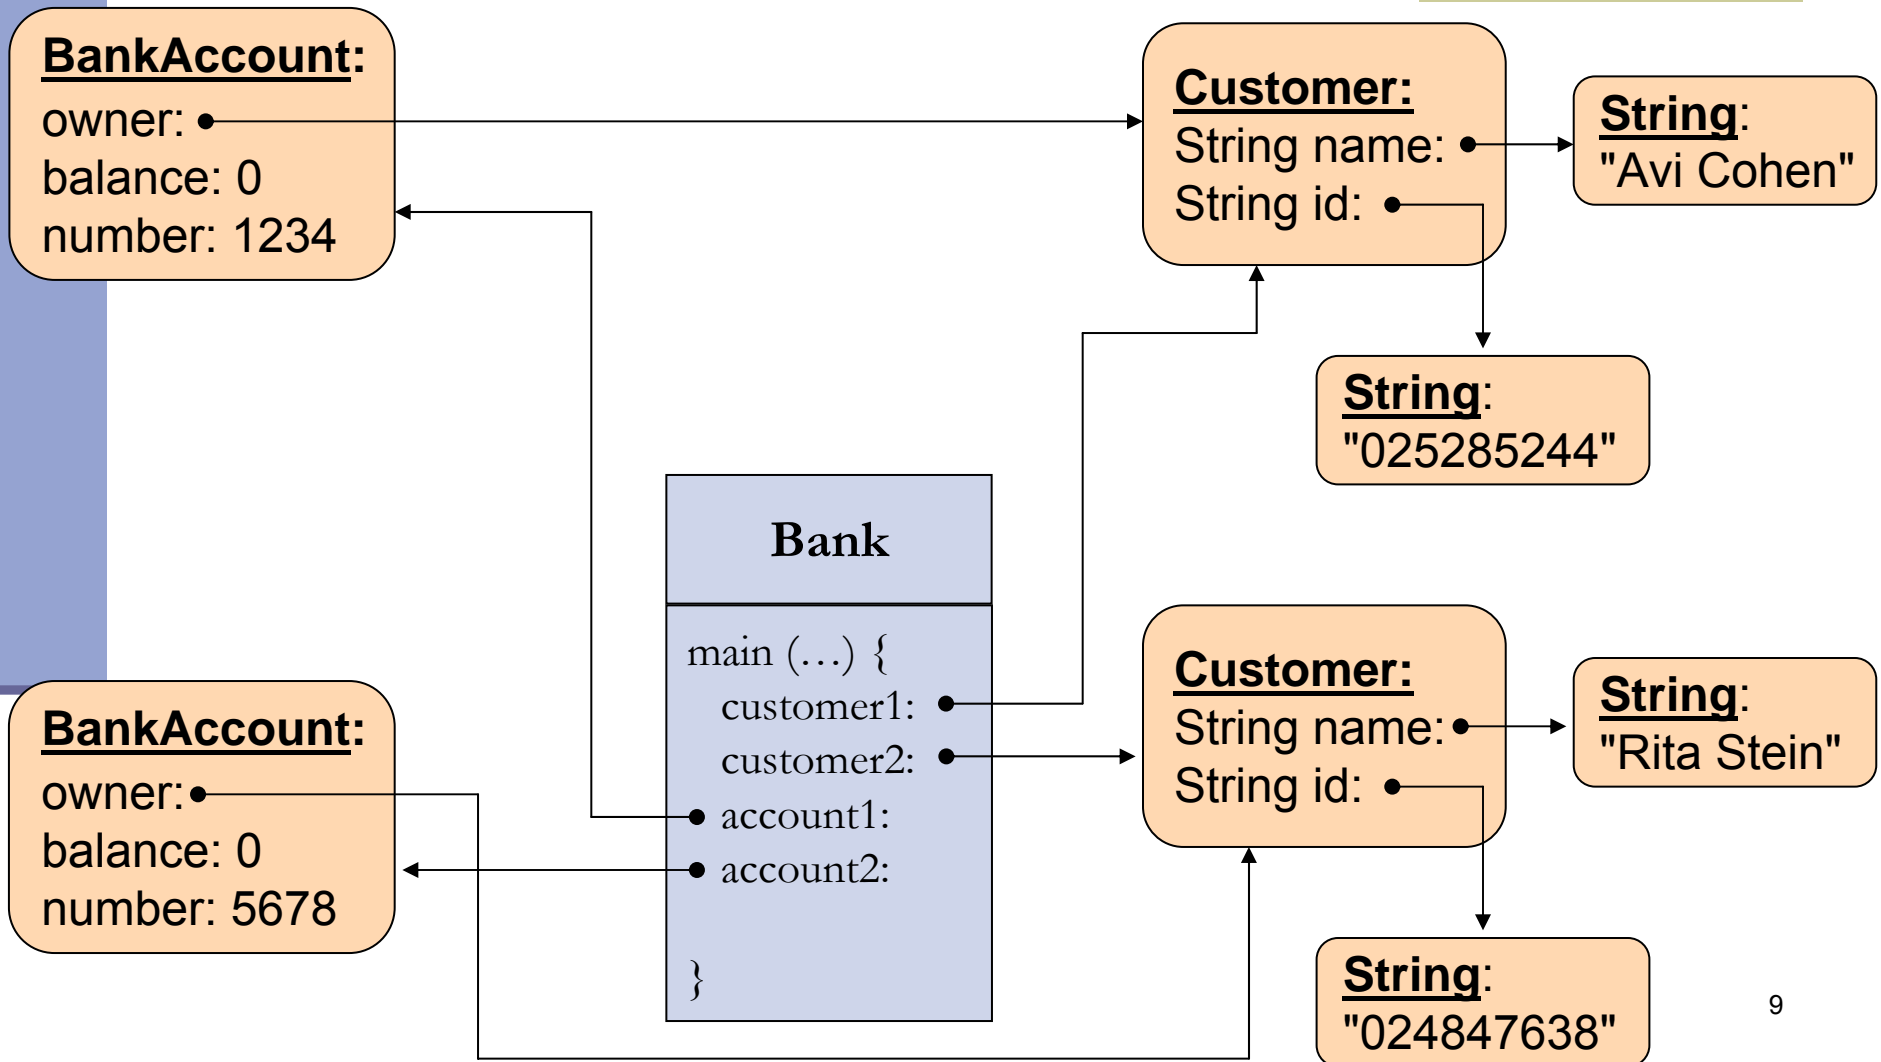 BankAccount:
owner:
balance: 0
number: 1234
Customer:
String name:
String id:
String:
"Avi Cohen"
String:
"025285244"
Bank
main (…) {
customer1:
customer2:
account1:
account2:
}
BankAccount:
owner:
balance: 0
number: 5678
Customer:
String name:
String id:
String:
"Rita Stein"
String:
"024847638"
9